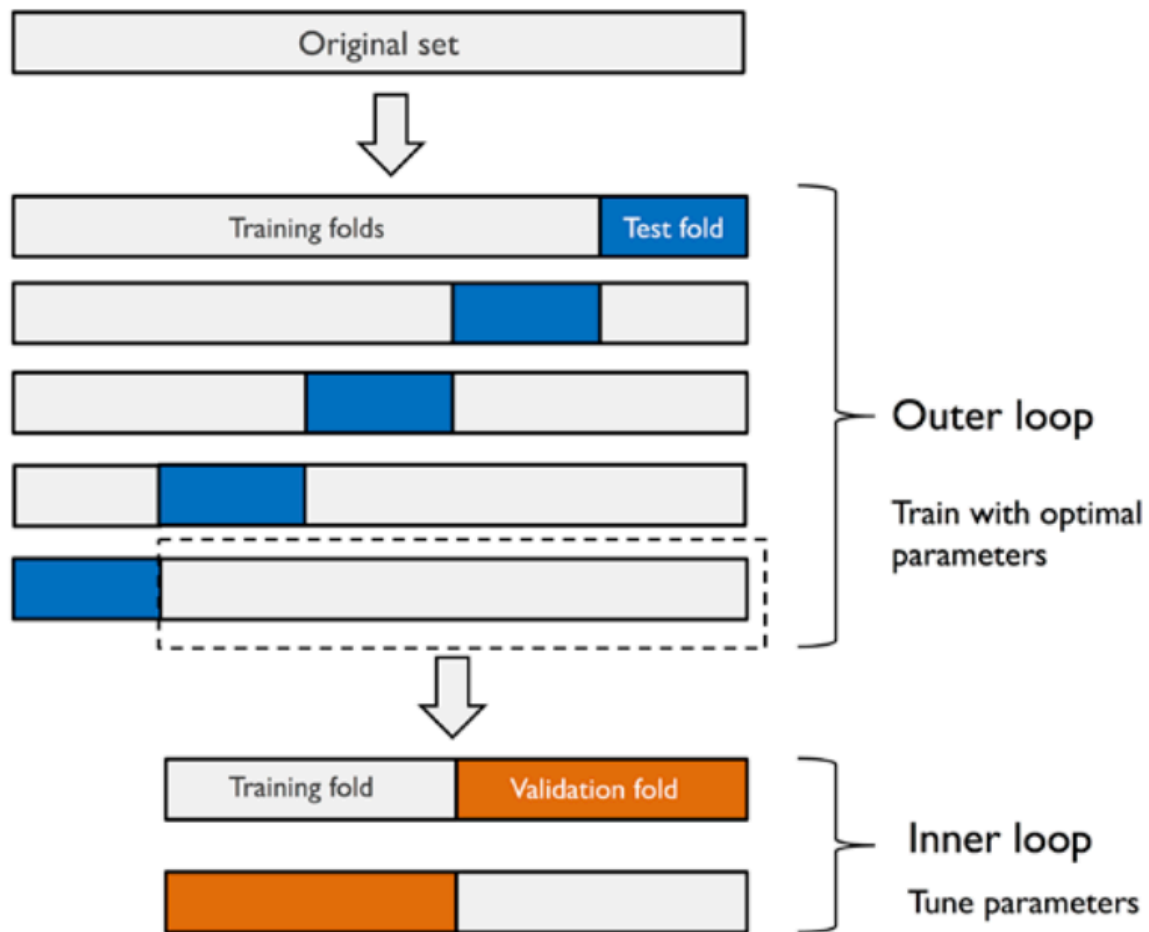 Original set
Training folds
Test fold
Outer loop
Train with optimal
parameters
Training fold
Validation fold
Inner loop
Tune parameters